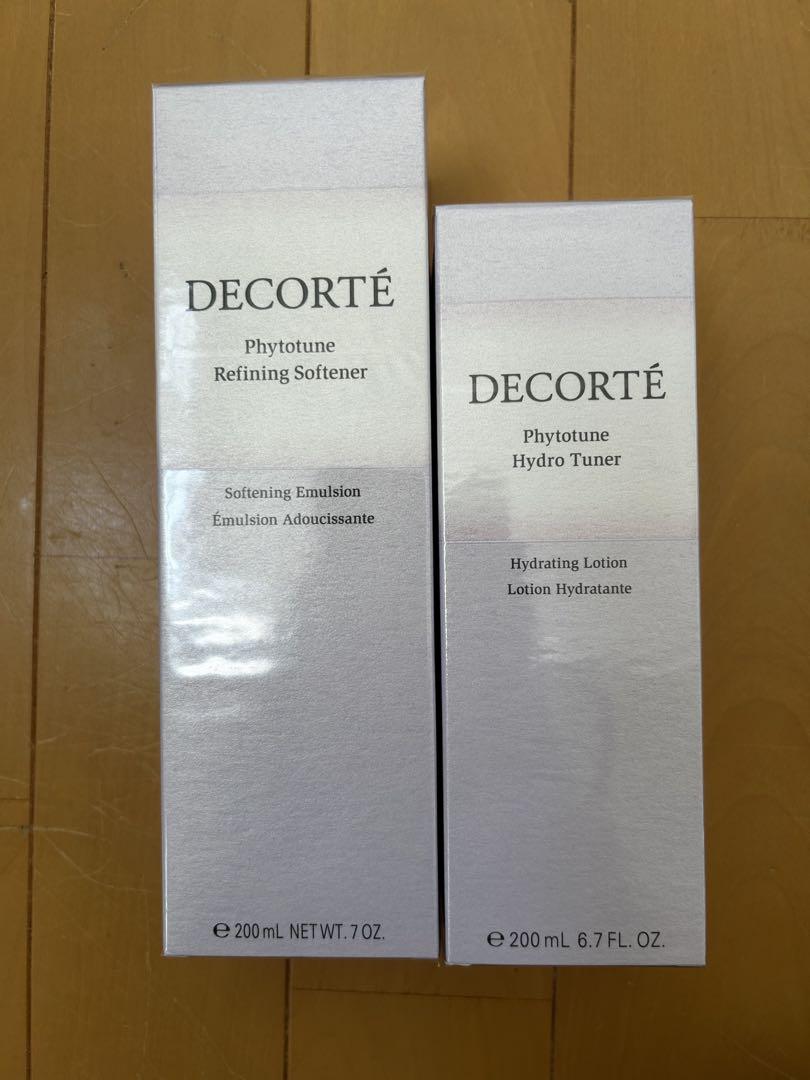 DECORTÉ
Phytotune
Refining Softener
Softening Emulsion
Émulsion Adoucissante
℮ 200 mL NET WT. 7 OZ.
DECORTÉ
Phytotune
Hydro Tuner
Hydrating Lotion
Lotion Hydratante
℮ 200 mL 6.7 FL. OZ.